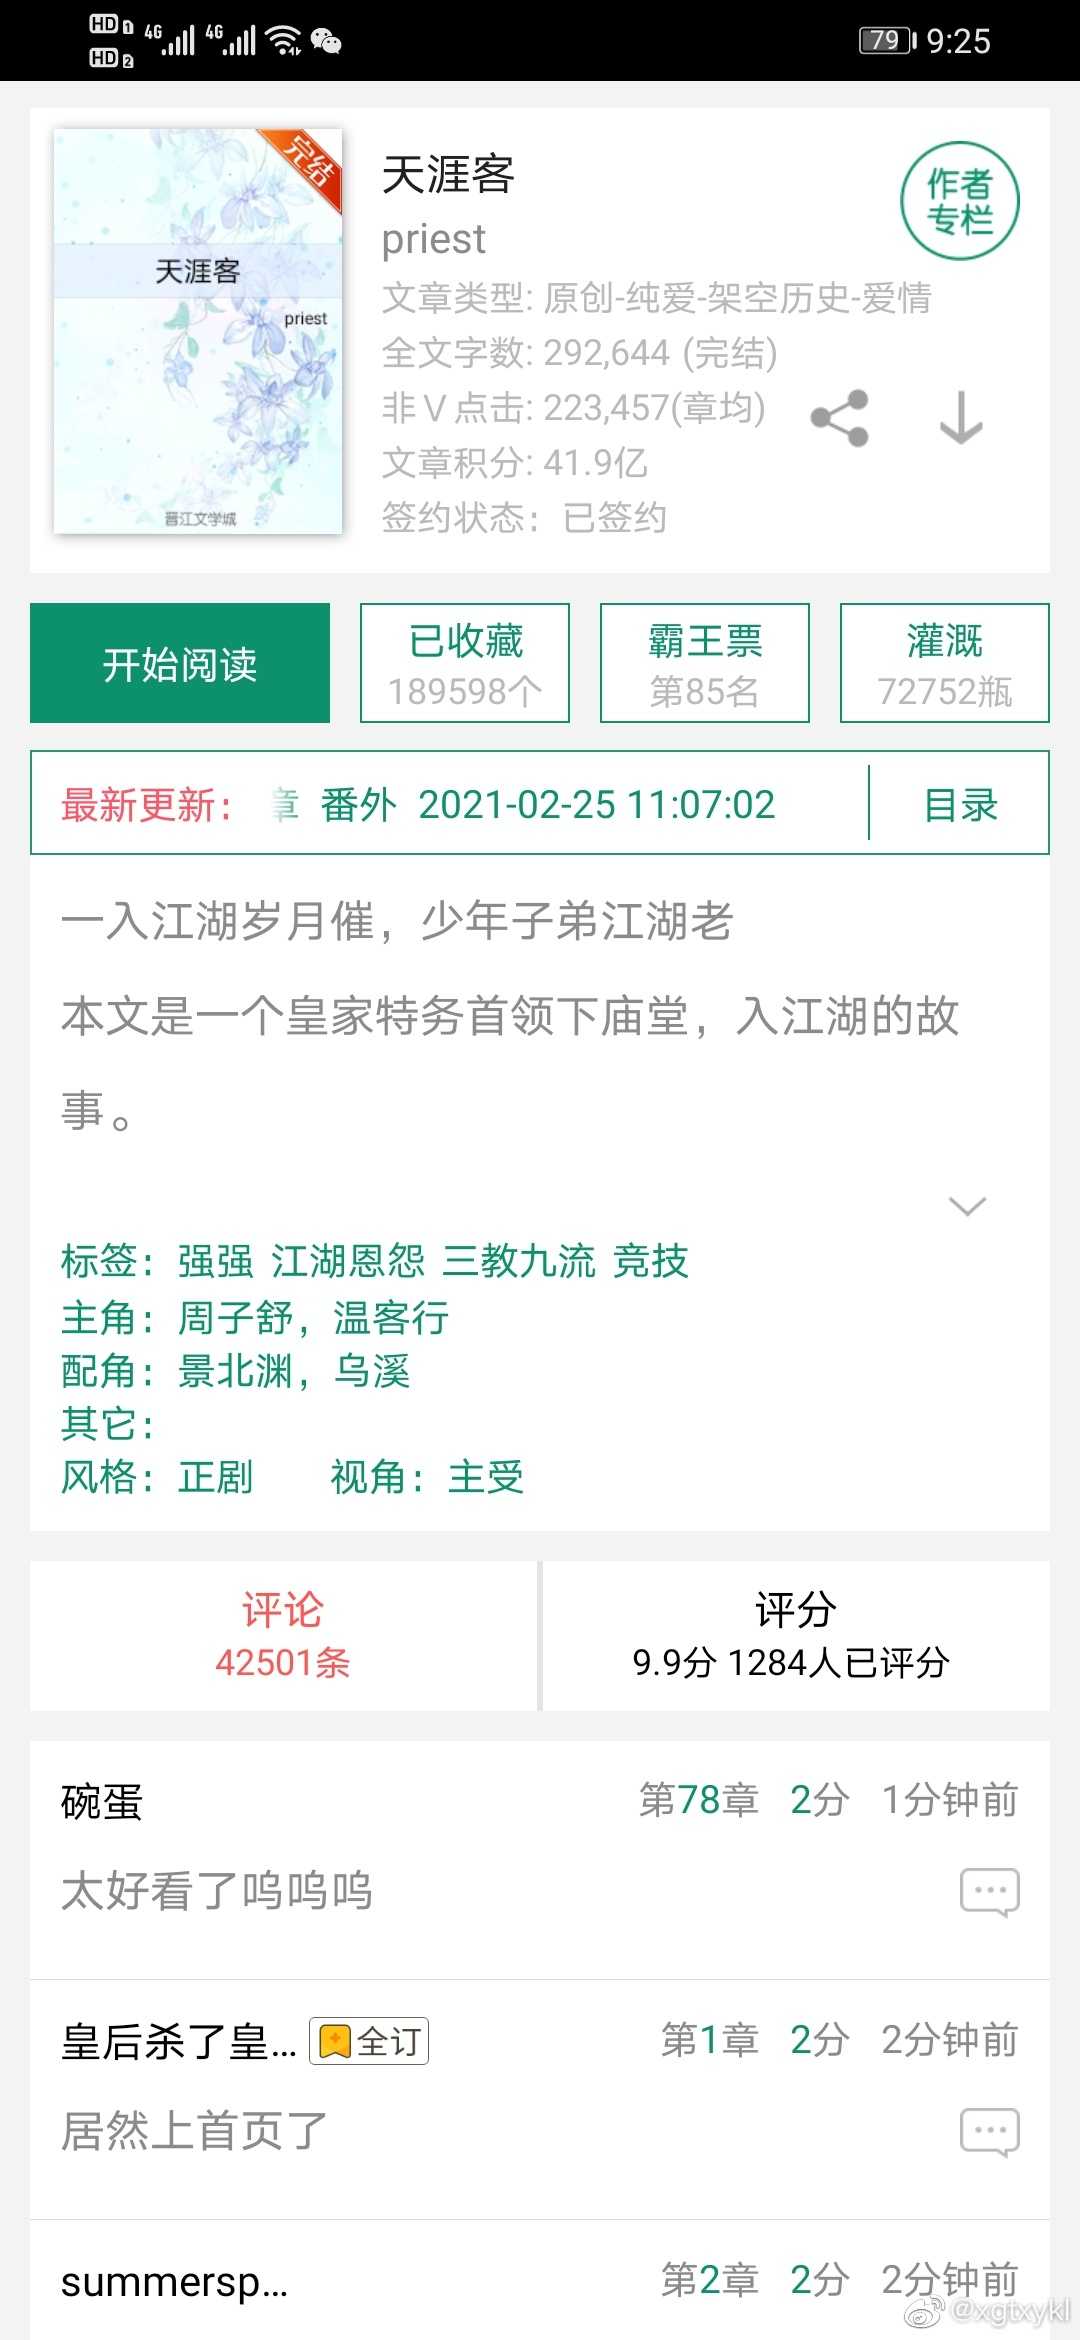 HD 1 4G 4G 79 9:25
HD 2
完结
天涯客
priest
晋江文学城
天涯客
priest
作者
专栏
文章类型: 原创-纯爱-架空历史-爱情
全文字数: 292,644 (完结)
非V点击: 223,457(章均)
文章积分: 41.9亿
签约状态: 已签约
开始阅读
已收藏
189598个
霸王票
第85名
灌溉
72752瓶
最新更新: 章 番外 2021-02-25 11:07:02
目录
一入江湖岁月催，少年子弟江湖老
本文是一个皇家特务首领下庙堂，入江湖的故
事。
标签：强强 江湖恩怨 三教九流 竞技
主角：周子舒，温客行
配角：景北渊，乌溪
其它：
风格：正剧 视角：主受
评论
42501条
评分
9.9分 1284人已评分
碗蛋 第78章 2分 1分钟前
太好看了呜呜呜
皇后杀了皇... 全订 第1章 2分 2分钟前
居然上首页了
summersp... 第2章 2分 2分钟前
@xgtxykl